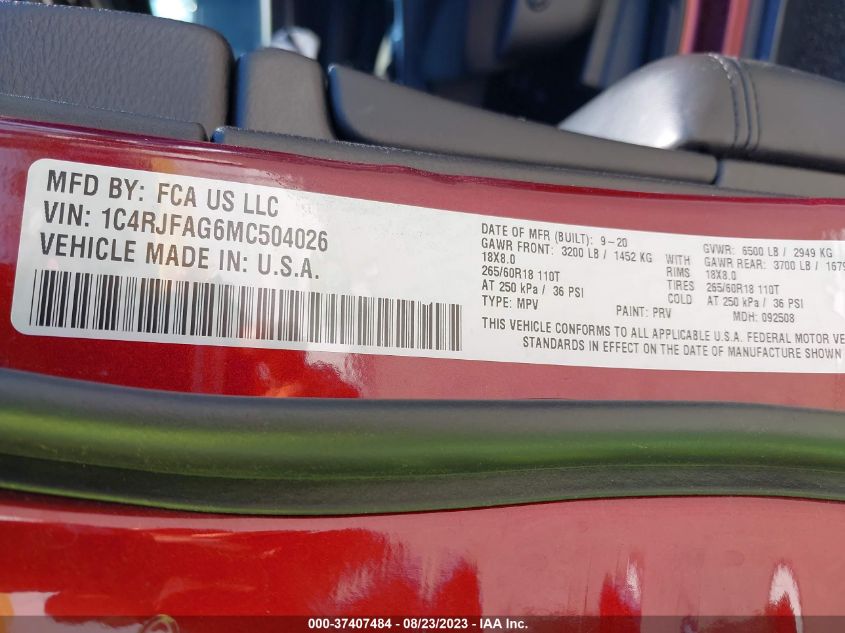 MFD BY: FCA US LLC
VIN: 1C4RJFAG6MC504026
VEHICLE MADE IN: U.S.A.
DATE OF MFR (BUILT): 9-20 GVWR: 6500 LB / 2949 KG
GAWR FRONT: 3200 LB / 1452 KG WITH GAWR REAR: 3700 LB / 1679
18X8.0 RIMS 18X8.0
265/60R18 110T TIRES 265/60R18 110T
AT 250 kPa / 36 PSI COLD AT 250 kPa / 36 PSI
TYPE: MPV PAINT: PRV MDH: 092508
THIS VEHICLE CONFORMS TO ALL APPLICABLE U.S.A. FEDERAL MOTOR VE
STANDARDS IN EFFECT ON THE DATE OF MANUFACTURE SHOWN
000-37407484 - 08/23/2023 - IAA Inc.